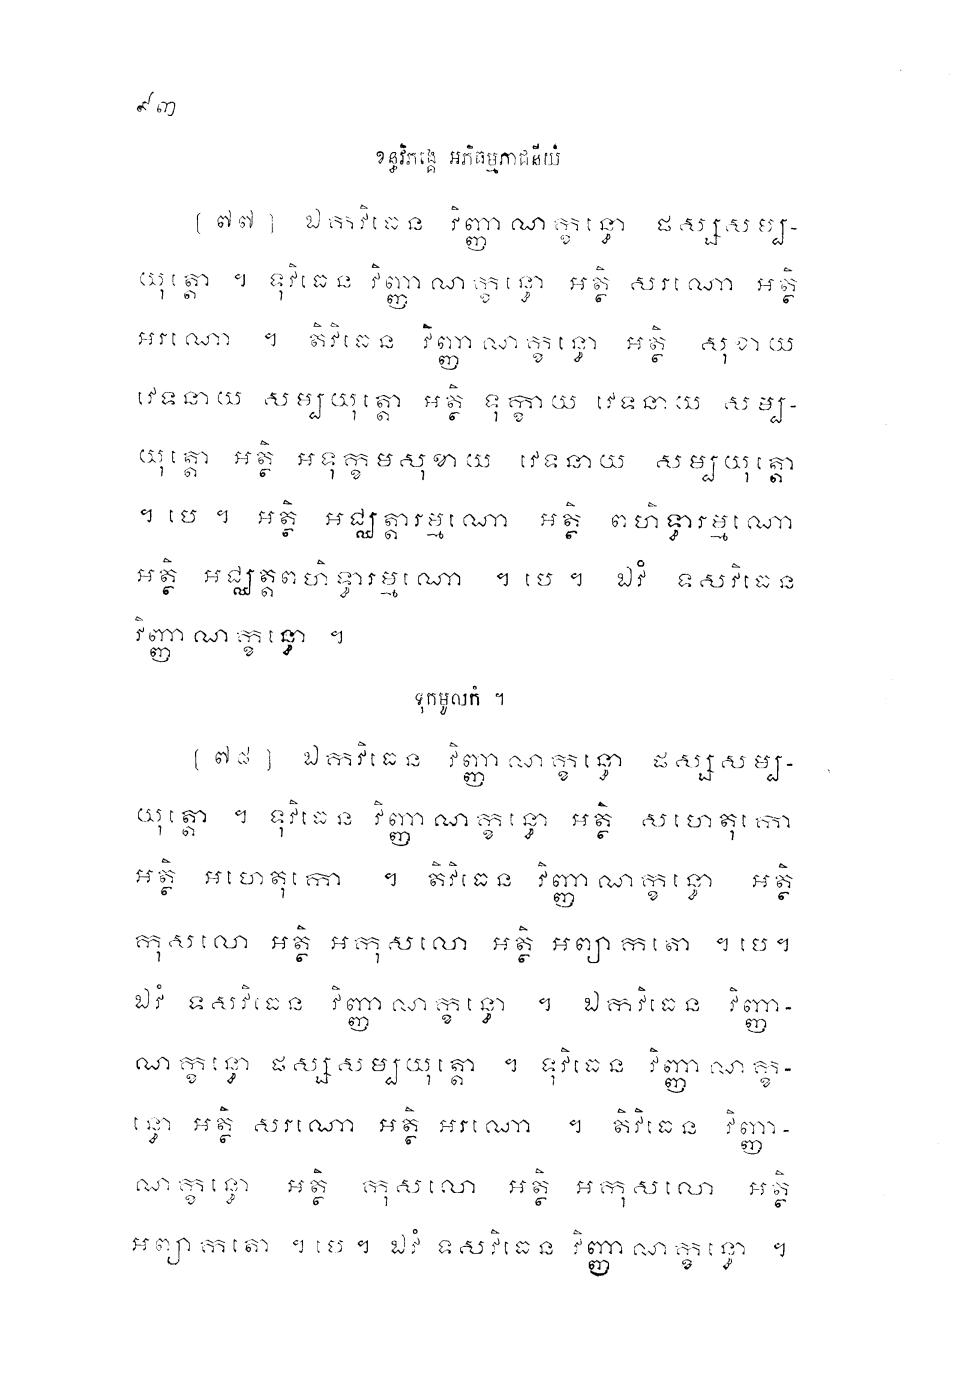 ៩៣
ខន្ធវិភង្គេ អភិធម្មភាជនីយំ
[ ៧៧ ] ឯកវិធេន វិញ្ញាណក្ខន្ធោ ផស្សសម្ប-
យុត្តោ ។ ទុវិធេន វិញ្ញាណក្ខន្ធោ អត្ថិ សរណោ អត្ថិ
អរណោ ។ តិវិធេន វិញ្ញាណក្ខន្ធោ អត្ថិ សុខាយ
វេទនាយ សម្បយុត្តោ អត្ថិ ទុក្ខាយ វេទនាយ សម្ប-
យុត្តោ អត្ថិ អទុក្ខមសុខាយ វេទនាយ សម្បយុត្តោ
។ បេ ។ អត្ថិ អជ្ឈត្តារម្មណោ អត្ថិ ពហិទ្ធារម្មណោ
អត្ថិ អជ្ឈត្តពហិទ្ធារម្មណោ ។ បេ ។ ឯវំ ទសវិធេន
វិញ្ញាណក្ខន្ធោ ។
ទុកមូលកំ ។
[ ៧៨ ] ឯកវិធេន វិញ្ញាណក្ខន្ធោ ផស្សសម្ប-
យុត្តោ ។ ទុវិធេន វិញ្ញាណក្ខន្ធោ អត្ថិ សហេតុកោ
អត្ថិ អហេតុកោ ។ តិវិធេន វិញ្ញាណក្ខន្ធោ អត្ថិ
កុសលោ អត្ថិ អកុសលោ អត្ថិ អព្យាកតោ ។ បេ ។
ឯវំ ទសវិធេន វិញ្ញាណក្ខន្ធោ ។ ឯកវិធេន វិញ្ញា-
ណក្ខន្ធោ ផស្សសម្បយុត្តោ ។ ទុវិធេន វិញ្ញាណក្ខ-
ន្ធោ អត្ថិ សរណោ អត្ថិ អរណោ ។ តិវិធេន វិញ្ញា-
ណក្ខន្ធោ អត្ថិ កុសលោ អត្ថិ អកុសលោ អត្ថិ
អព្យាកតោ ។ បេ ។ ឯវំ ទសវិធេន វិញ្ញាណក្ខន្ធោ ។